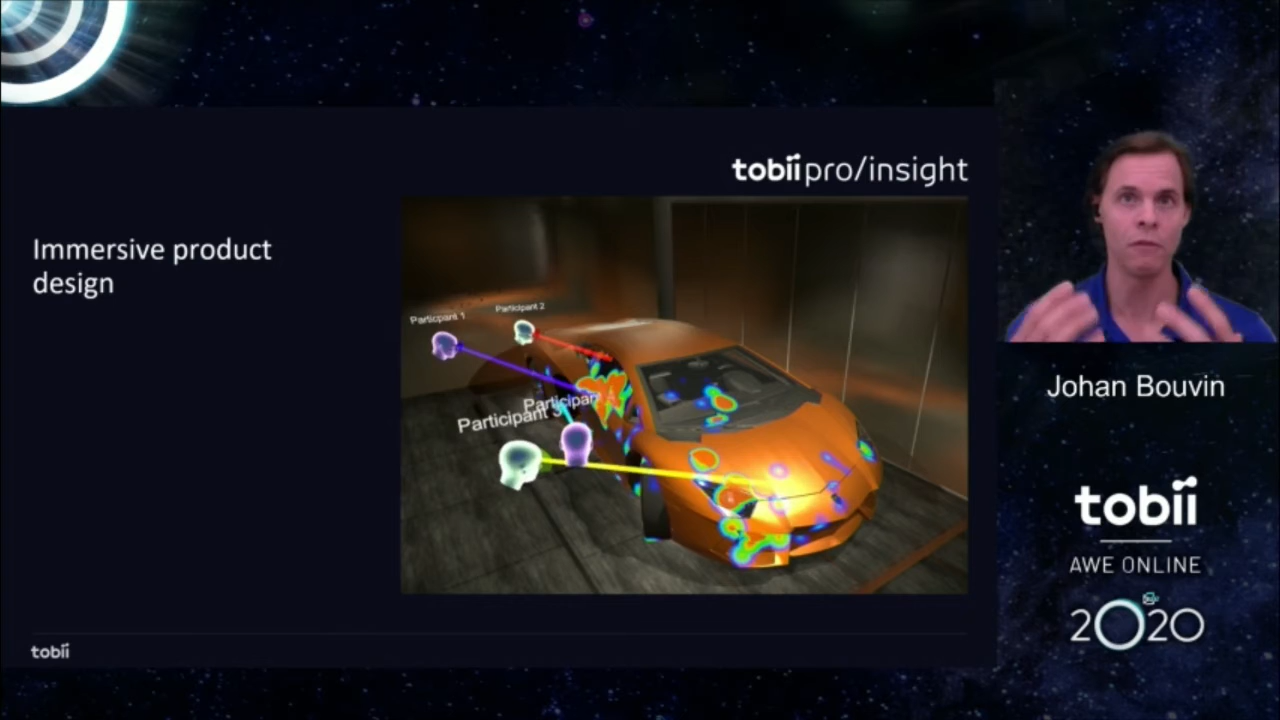 tobii pro/insight
Immersive product
design
Participant 1
Participant 2
Participant 3
Participan
Johan Bouvin
tobii
AWE ONLINE
2020
tobii